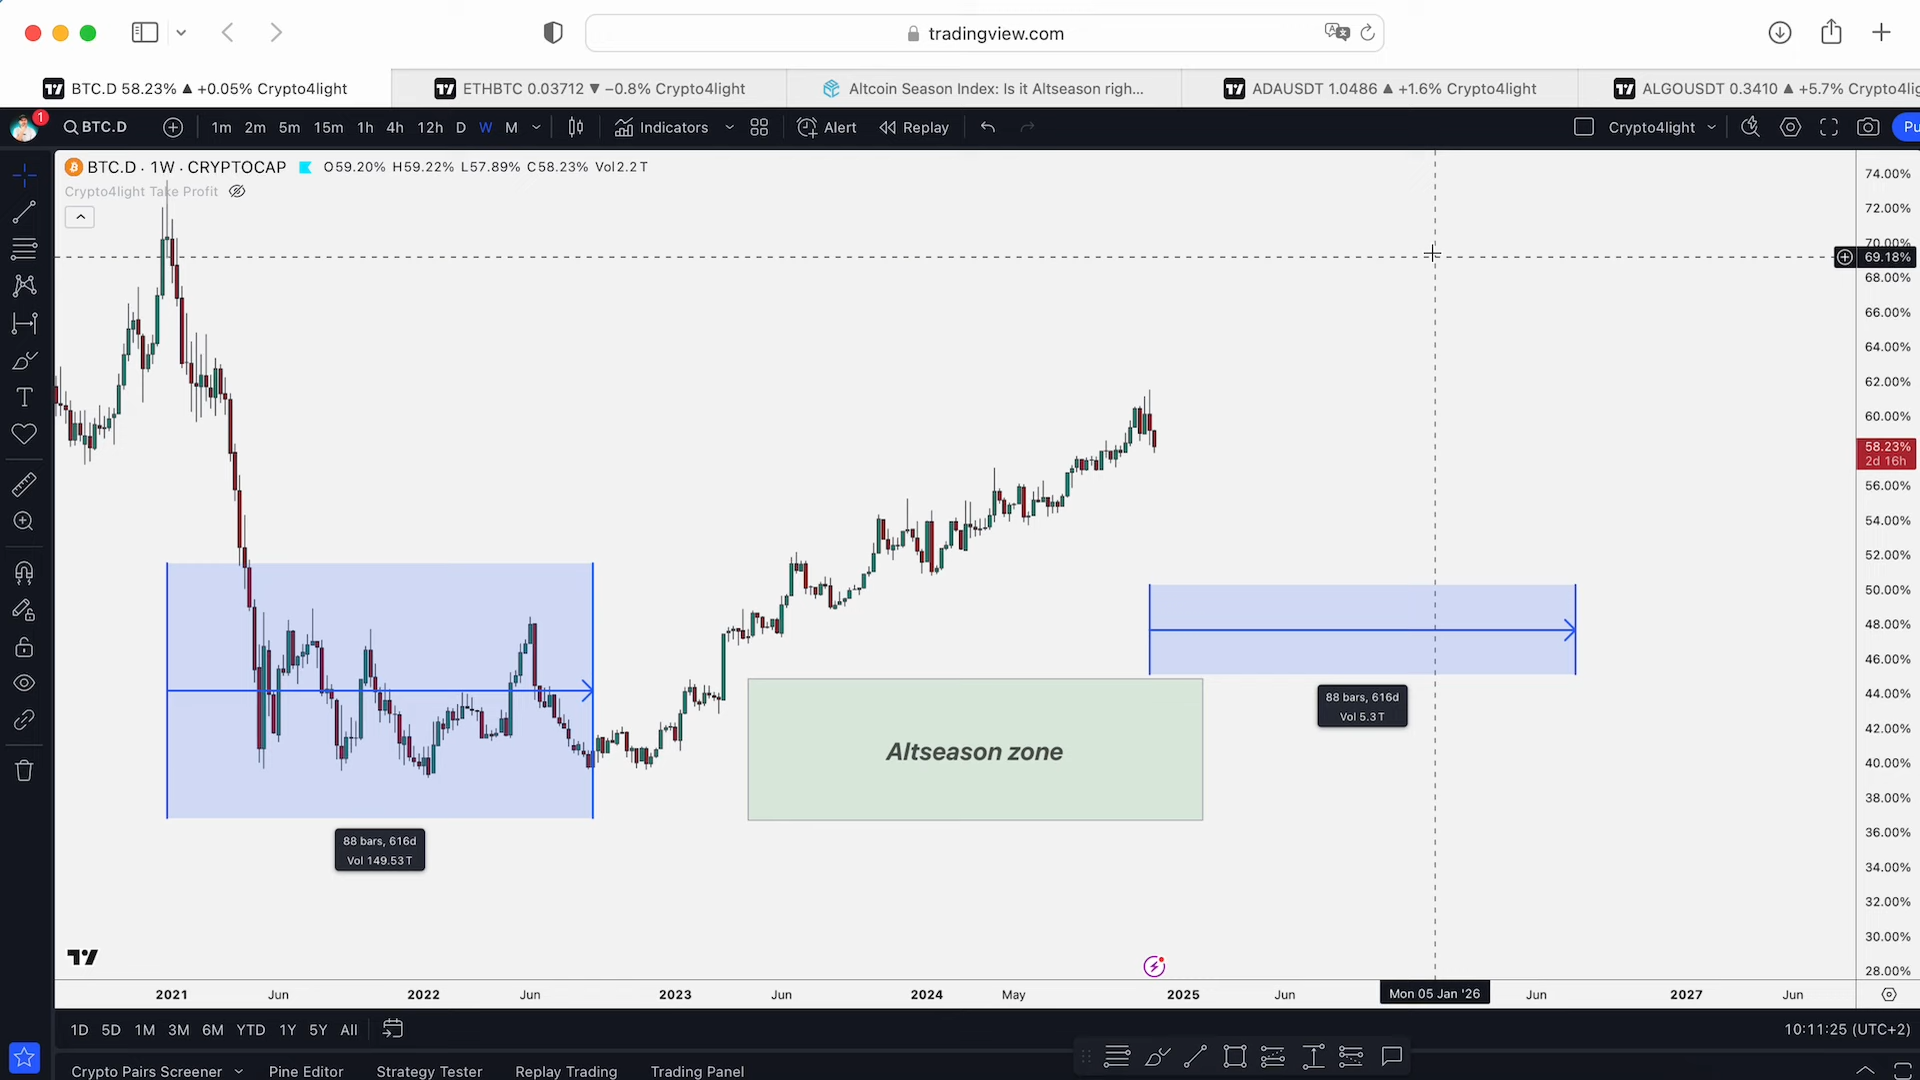 tradingview.com
BTC.D 58.23% ▲ +0.05% Crypto4light
ETHBTC 0.03712 ▼ −0.8% Crypto4light
Altcoin Season Index: Is it Altseason righ...
ADAUSDT 1.0486 ▲ +1.6% Crypto4light
ALGOUSDT 0.3410 ▲ +5.7% Crypto4lig
1
BTC.D
1m 2m 5m 15m 1h 4h 12h D W M
Indicators
Alert
Replay
Crypto4light
Pu
BTC.D · 1W · CRYPTOCAP O59.20% H59.22% L57.89% C58.23% Vol2.2T
Crypto4light Take Profit
74.00%
72.00%
70.00%
69.18%
68.00%
66.00%
64.00%
62.00%
60.00%
58.23%
2d 16h
56.00%
54.00%
52.00%
50.00%
48.00%
46.00%
44.00%
42.00%
40.00%
38.00%
36.00%
34.00%
32.00%
30.00%
28.00%
88 bars, 616d
Vol 5.3T
Altseason zone
88 bars, 616d
Vol 149.53T
2021 Jun 2022 Jun 2023 Jun 2024 May 2025 Jun Mon 05 Jan '26 Jun 2027 Jun
1D 5D 1M 3M 6M YTD 1Y 5Y All
10:11:25 (UTC+2)
Crypto Pairs Screener Pine Editor Strategy Tester Replay Trading Trading Panel